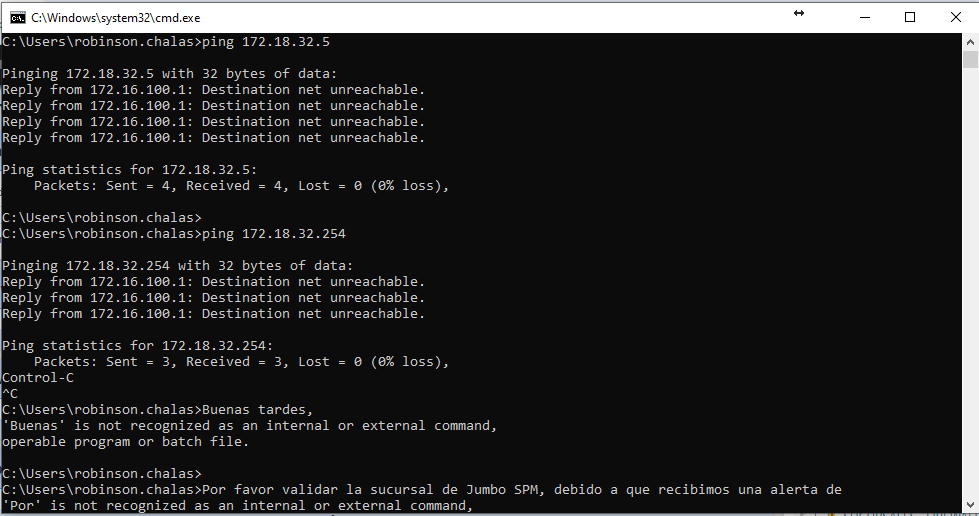 C:\Windows\system32\cmd.exe
C:\Users\robinson.chalas>ping 172.18.32.5
Pinging 172.18.32.5 with 32 bytes of data:
Reply from 172.16.100.1: Destination net unreachable.
Reply from 172.16.100.1: Destination net unreachable.
Reply from 172.16.100.1: Destination net unreachable.
Reply from 172.16.100.1: Destination net unreachable.
Ping statistics for 172.18.32.5:
    Packets: Sent = 4, Received = 4, Lost = 0 (0% loss),
C:\Users\robinson.chalas>
C:\Users\robinson.chalas>ping 172.18.32.254
Pinging 172.18.32.254 with 32 bytes of data:
Reply from 172.16.100.1: Destination net unreachable.
Reply from 172.16.100.1: Destination net unreachable.
Reply from 172.16.100.1: Destination net unreachable.
Ping statistics for 172.18.32.254:
    Packets: Sent = 3, Received = 3, Lost = 0 (0% loss),
Control-C
^C
C:\Users\robinson.chalas>Buenas tardes,
'Buenas' is not recognized as an internal or external command,
operable program or batch file.
C:\Users\robinson.chalas>
C:\Users\robinson.chalas>Por favor validar la sucursal de Jumbo SPM, debido a que recibimos una alerta de
'Por' is not recognized as an internal or external command,